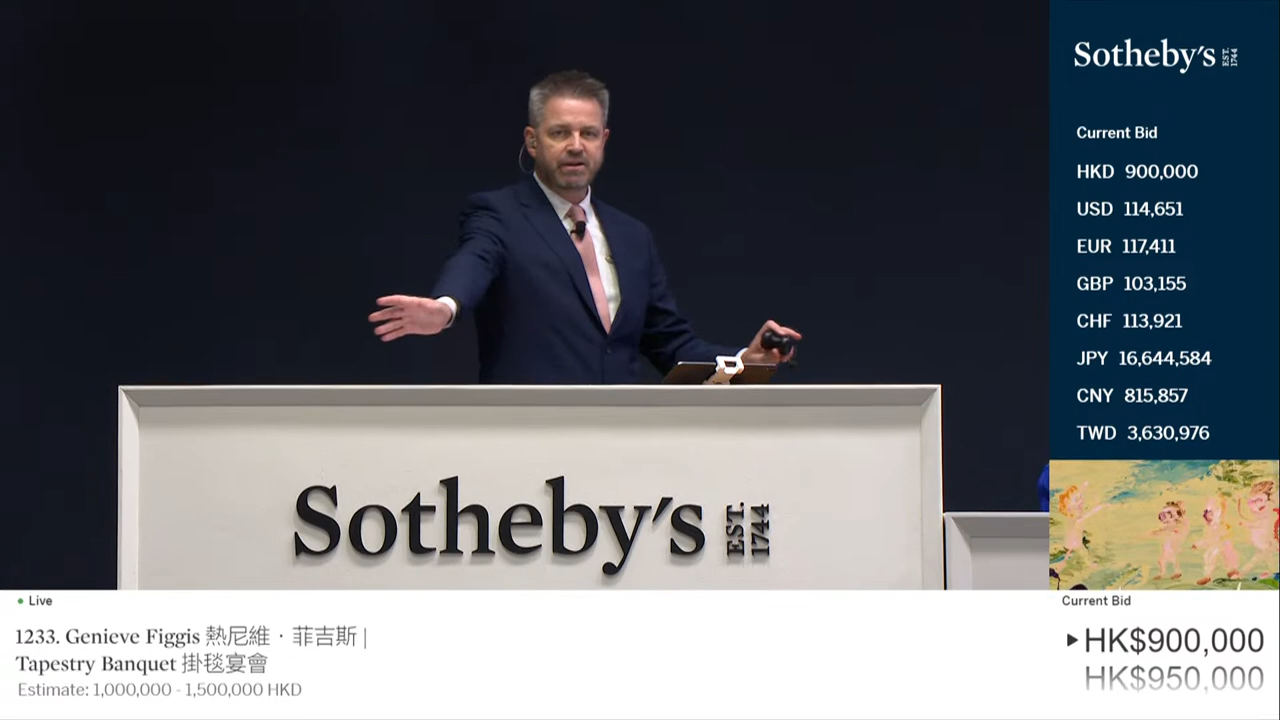 Sotheby's EST. 1744
Current Bid
HKD 900,000
USD 114,651
EUR 117,411
GBP 103,155
CHF 113,921
JPY 16,644,584
CNY 815,857
TWD 3,630,976
Sotheby's EST. 1744
Live
1233. Genieve Figgis 熱尼維·菲吉斯 |
Tapestry Banquet 掛毯宴會
Estimate: 1,000,000 - 1,500,000 HKD
Current Bid
HK$900,000
HK$950,000